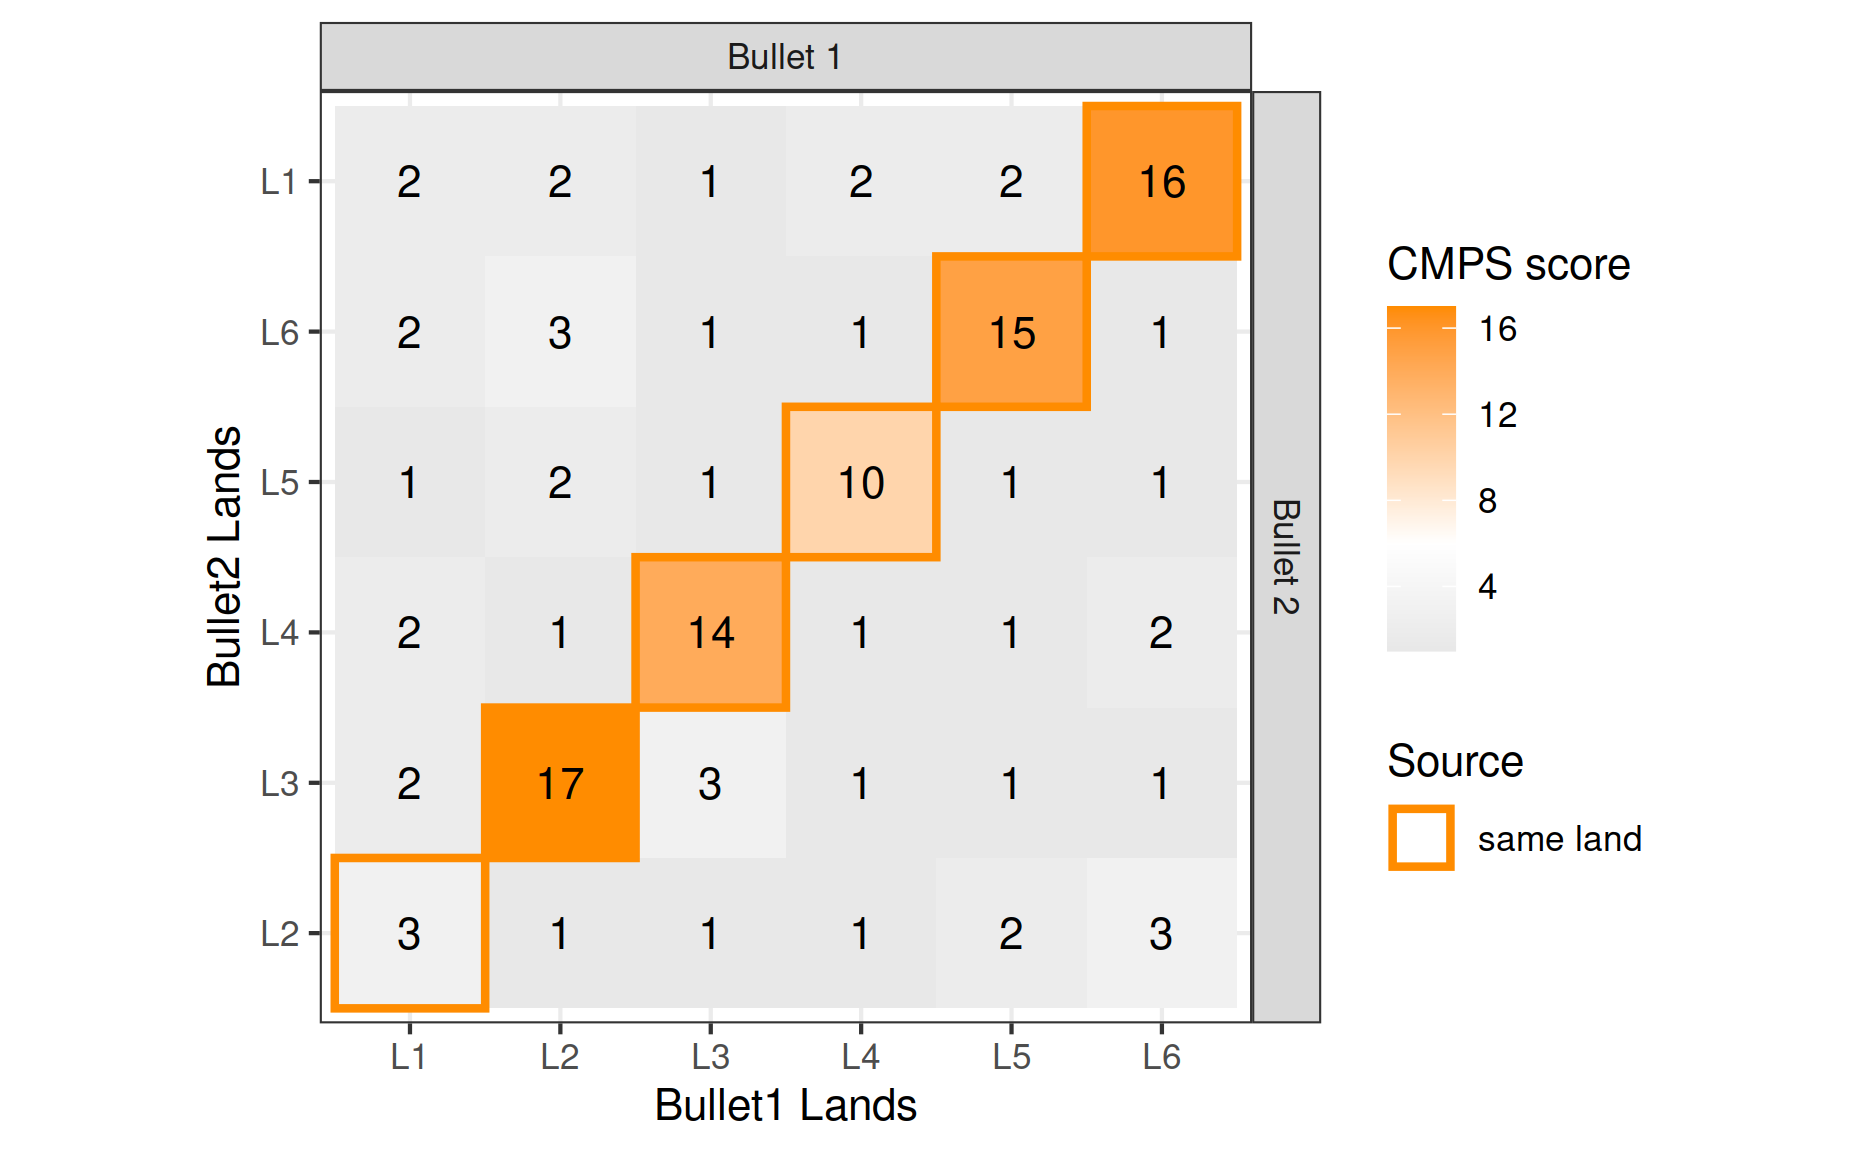 Bullet 1
L1 2 2 1 2 2 16
L6 2 3 1 1 15 1
L5 1 2 1 10 1 1
L4 2 1 14 1 1 2
L3 2 17 3 1 1 1
L2 3 1 1 1 2 3
L1 L2 L3 L4 L5 L6
Bullet1 Lands
Bullet2 Lands
Bullet 2
CMPS score
16
12
8
4
Source
same land